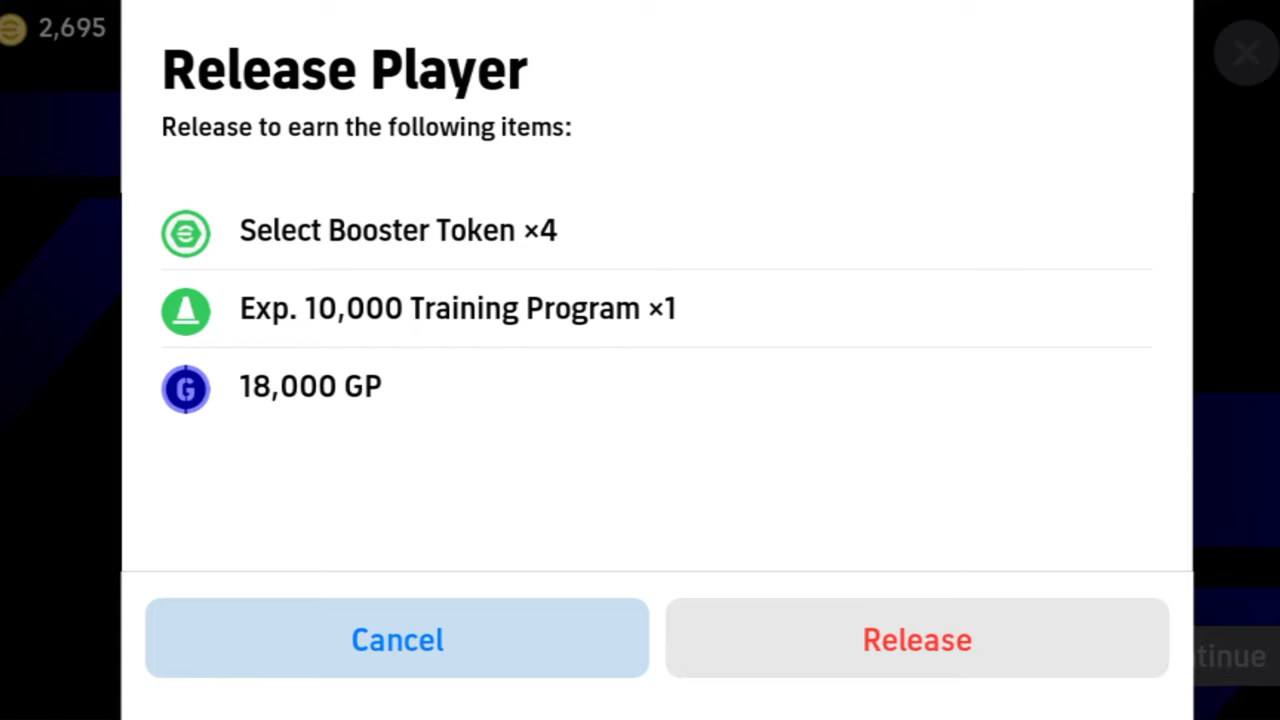 2,695
Release Player
Release to earn the following items:
Select Booster Token ×4
Exp. 10,000 Training Program ×1
G 18,000 GP
Cancel
Release
tinue